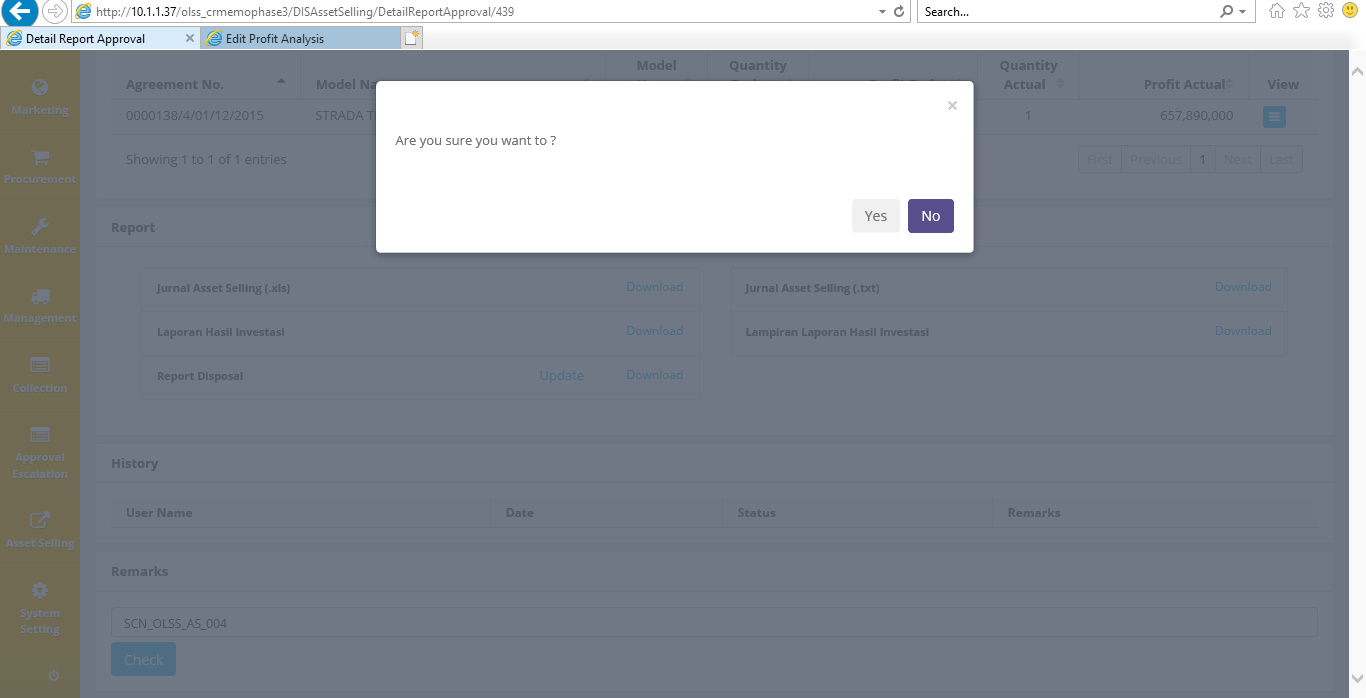 http://10.1.1.37/olss_crmemophase3/DISAssetSelling/DetailReportApproval/439
Search...
Detail Report Approval
Edit Profit Analysis
Marketing
Procurement
Maintenance
Management
Collection
Approval
Escalation
Asset Selling
System
Setting
Agreement No.
Model
Quantity
Quantity
Actual
Profit Actual
View
0000138/4/01/12/2015
STRADA
1
657,890,000
Showing 1 to 1 of 1 entries
First Previous 1 Next Last
×
Are you sure you want to ?
Yes No
Report
Jurnal Asset Selling (.xls) Download
Jurnal Asset Selling (.txt) Download
Laporan Hasil Investasi Download
Lampiran Laporan Hasil Investasi Download
Report Disposal Update Download
History
User Name Date Status Remarks
Remarks
SCN_OLSS_AS_004
Check